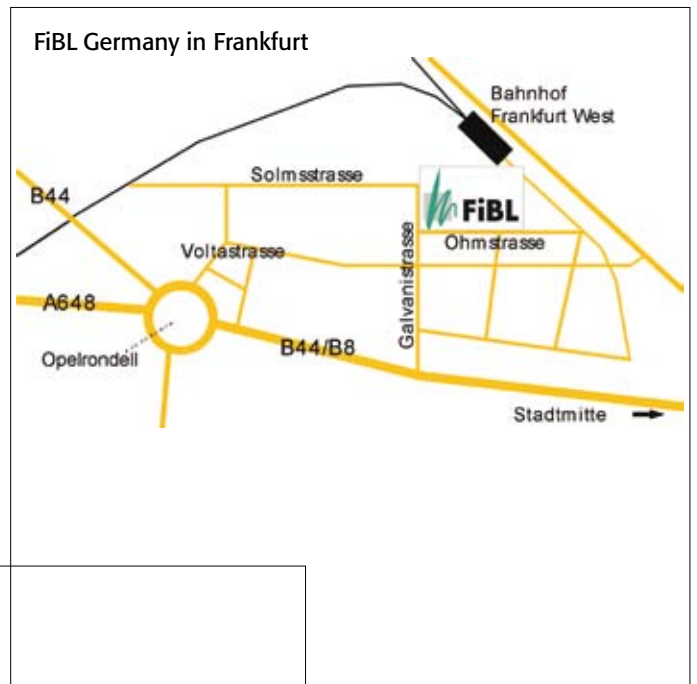 FiBL Germany in Frankfurt
Bahnhof
Frankfurt West
Solmsstrasse
B44
FiBL
Ohmstrasse
Voltastrasse
Galvanistrasse
A648
Opelrondell
B44/B8
Stadtmitte